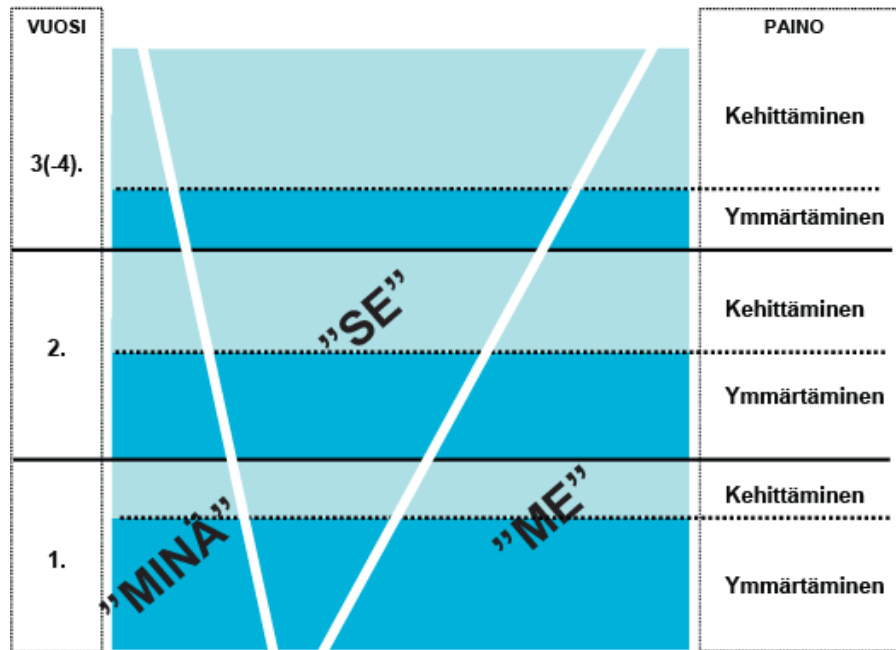 VUOSI
PAINO
Kehittäminen
3(-4).
Ymmärtäminen
Kehittäminen
”SE”
2.
Ymmärtäminen
Kehittäminen
”MINÄ”
”ME”
1.
Ymmärtäminen